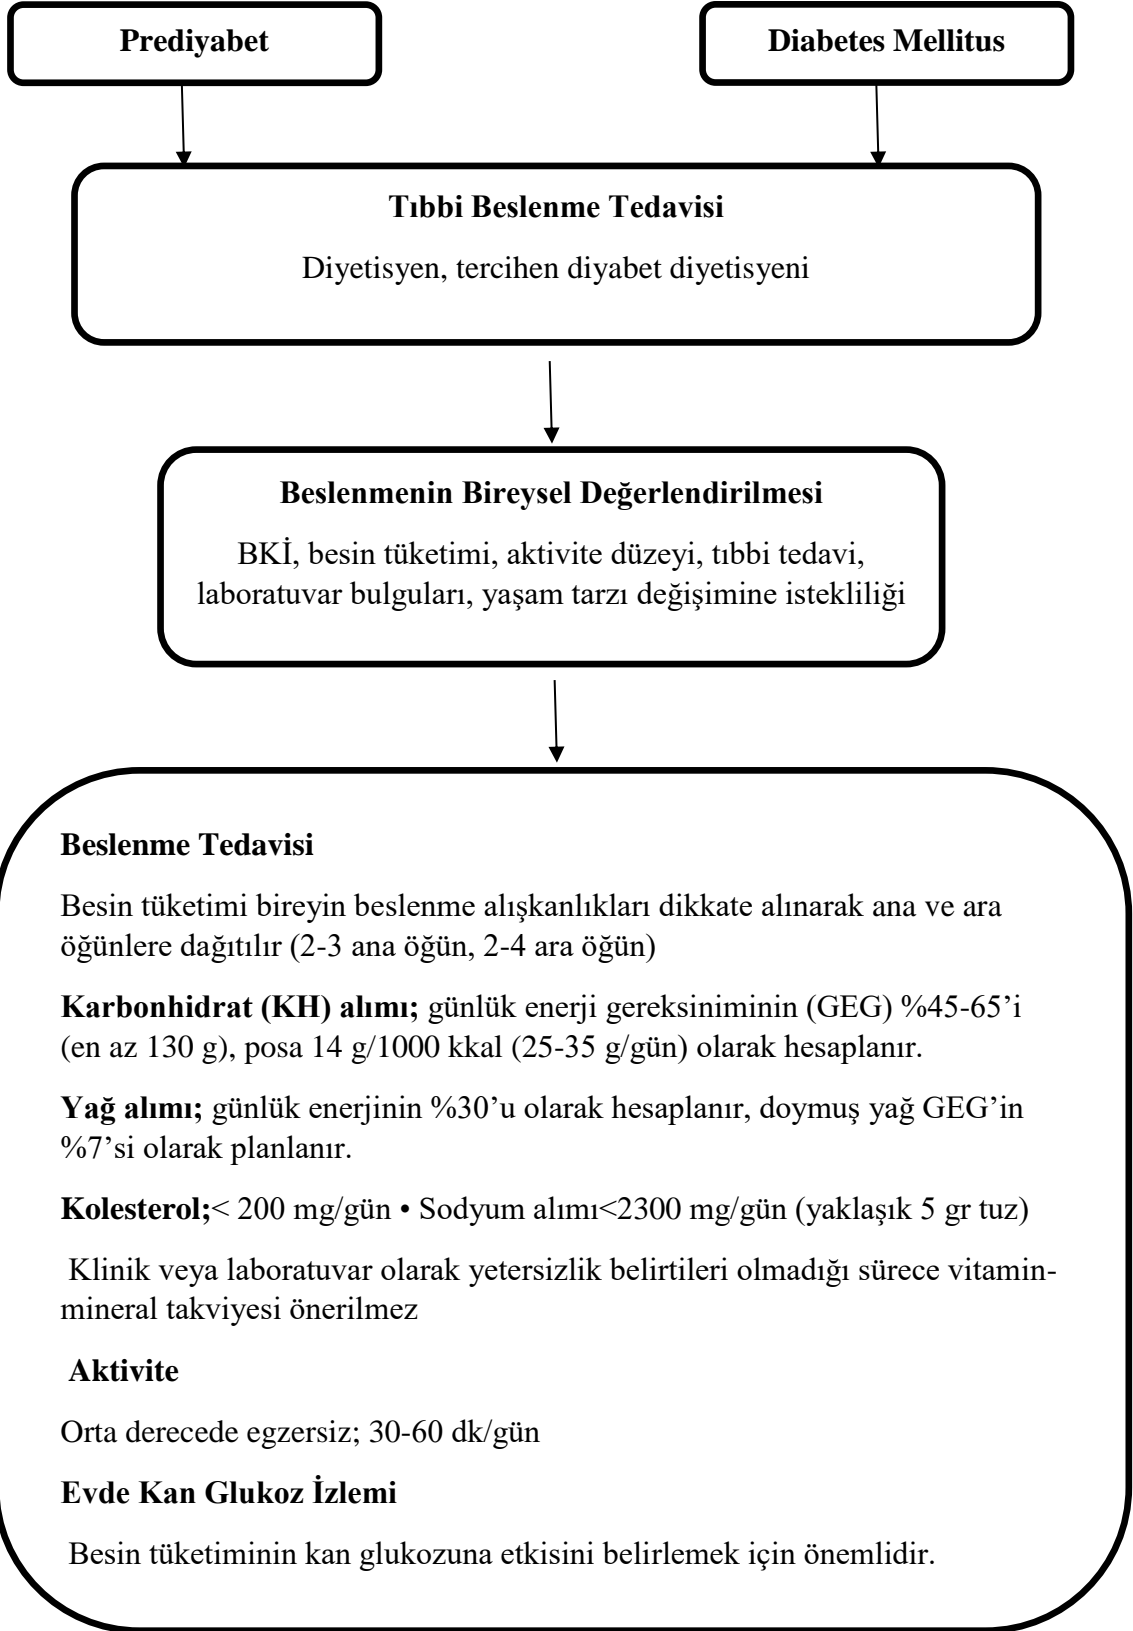 Prediyabet
Diabetes Mellitus
Tıbbi Beslenme Tedavisi
Diyetisyen, tercihen diyabet diyetisyeni
Beslenmenin Bireysel Değerlendirilmesi
BKİ, besin tüketimi, aktivite düzeyi, tıbbi tedavi,
laboratuvar bulguları, yaşam tarzı değişimine istekliliği
Beslenme Tedavisi
Besin tüketimi bireyin beslenme alışkanlıkları dikkate alınarak ana ve ara
öğünlere dağıtılır (2-3 ana öğün, 2-4 ara öğün)
Karbonhidrat (KH) alımı; günlük enerji gereksiniminin (GEG) %45-65’i
(en az 130 g), posa 14 g/1000 kkal (25-35 g/gün) olarak hesaplanır.
Yağ alımı; günlük enerjinin %30’u olarak hesaplanır, doymuş yağ GEG’in
%7’si olarak planlanır.
Kolesterol;< 200 mg/gün • Sodyum alımı<2300 mg/gün (yaklaşık 5 gr tuz)
Klinik veya laboratuvar olarak yetersizlik belirtileri olmadığı sürece vitamin-
mineral takviyesi önerilmez
Aktivite
Orta derecede egzersiz; 30-60 dk/gün
Evde Kan Glukoz İzlemi
Besin tüketiminin kan glukozuna etkisini belirlemek için önemlidir.